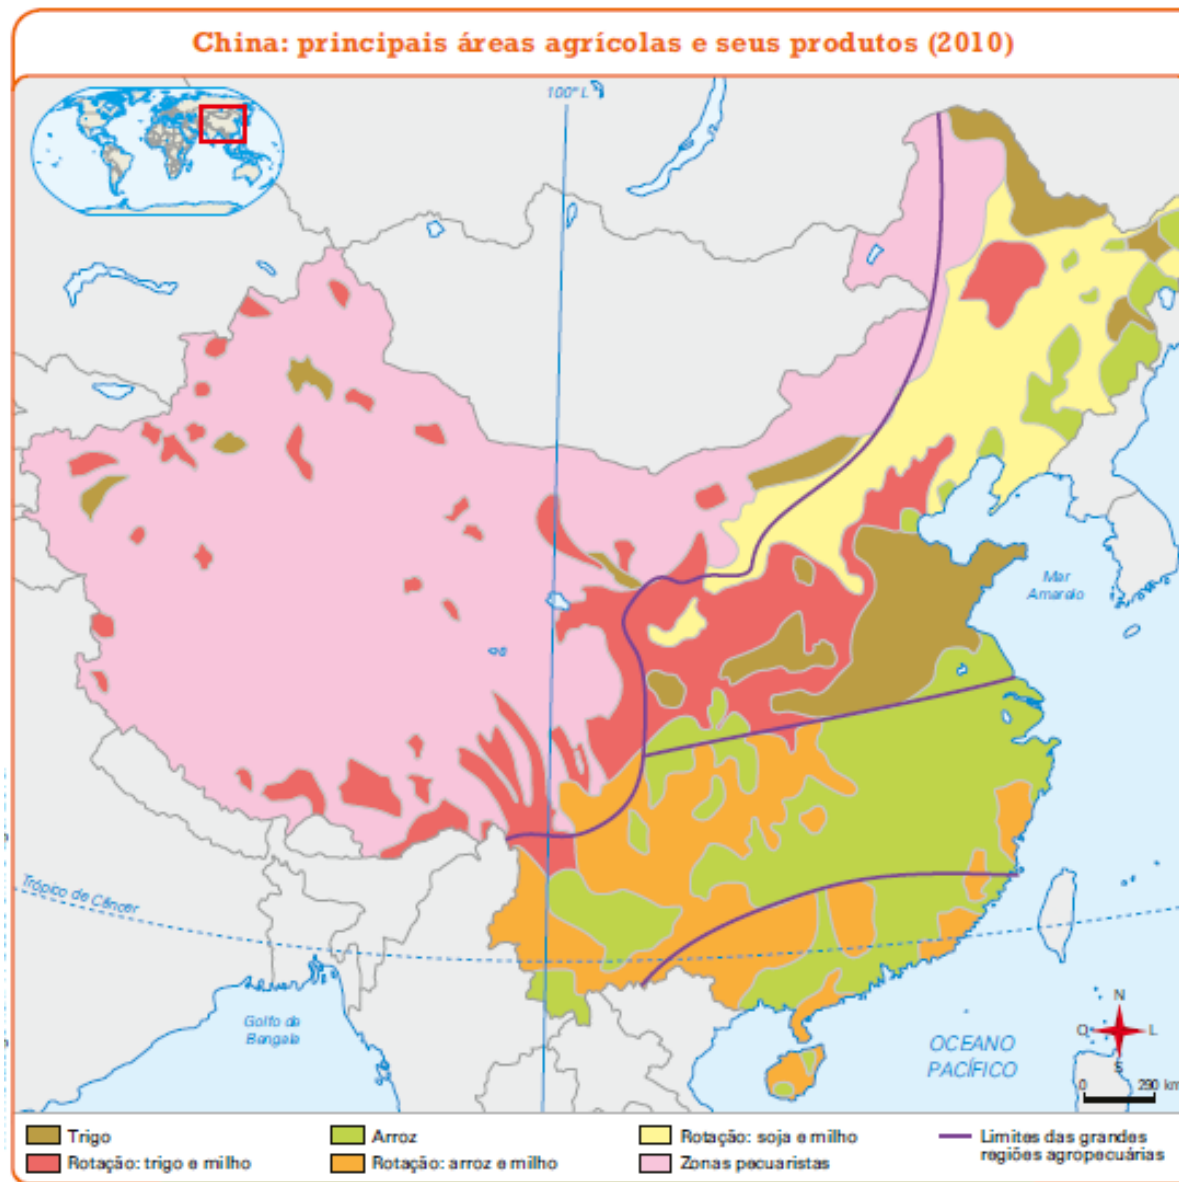 China: principais áreas agrícolas e seus produtos (2010)
100° L
Mar
Amarelo
Trópico de Câncer
Golfo de
Bengala
OCEANO
PACÍFICO
N
O L
S
0 290 km
Trigo
Arroz
Rotação: soja e milho
Limites das grandes
regiões agropecuárias
Rotação: trigo e milho
Rotação: arroz e milho
Zonas pecuaristas